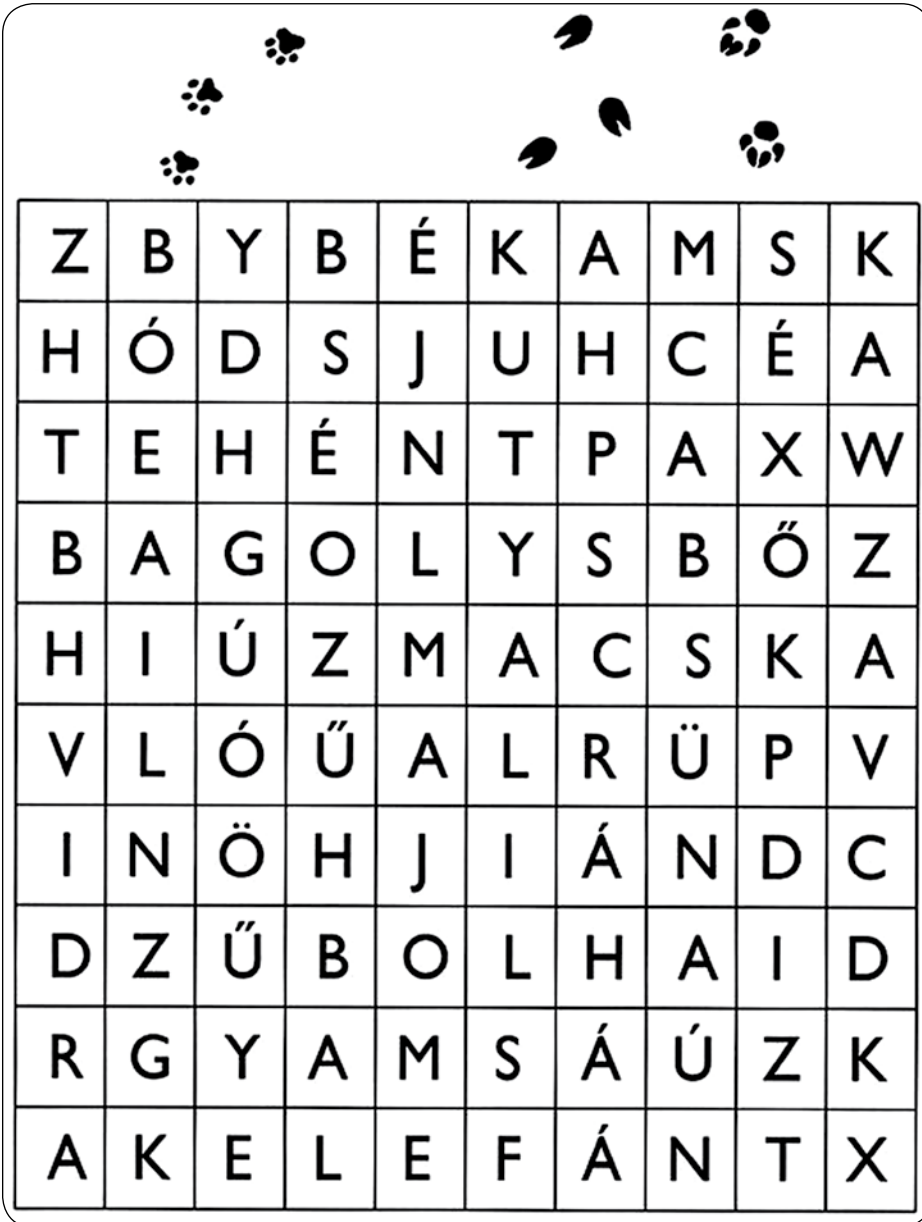 Z B Y B É K A M S K
H Ó D S J U H C É A
T E H É N T P A X W
B A G O L Y S B Ő Z
H I Ú Z M A C S K A
V L Ó Ű A L R Ü P V
I N Ö H J I Á N D C
D Z Ű B O L H A I D
R G Y A M S Á Ú Z K
A K E L E F Á N T X